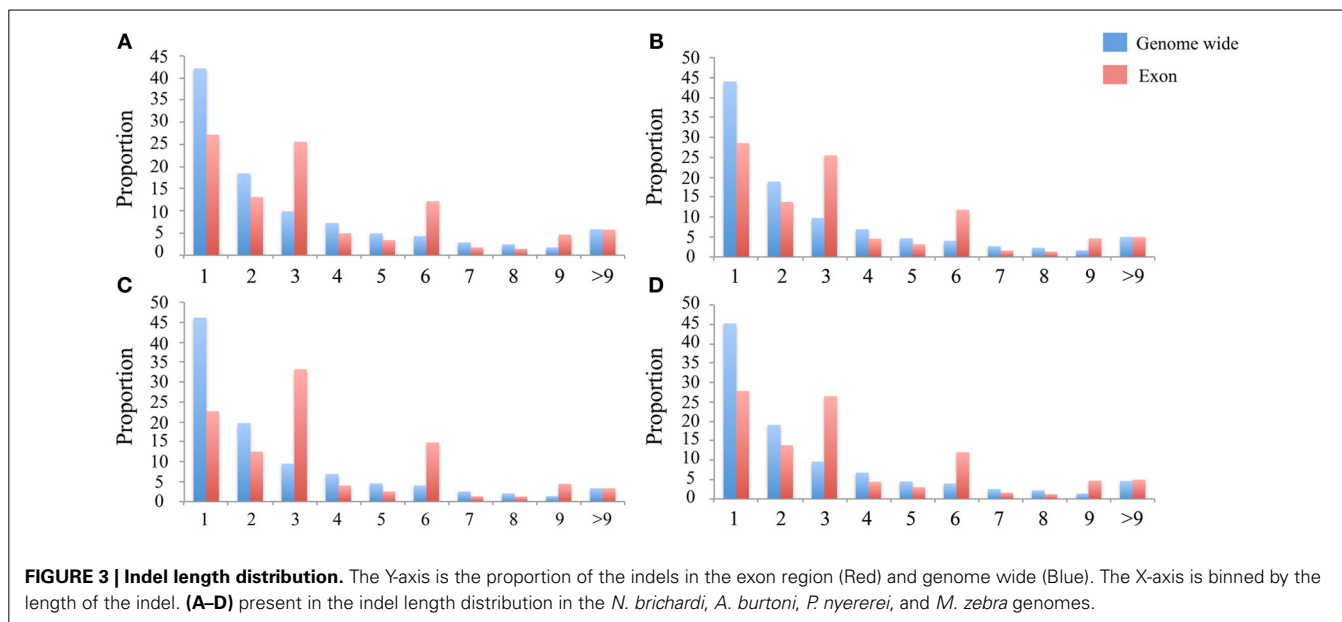 A
45
40
35
30
25
20
15
10
5
0
Proportion
1 2 3 4 5 6 7 8 9 >9
B
50
45
40
35
30
25
20
15
10
5
0
Proportion
1 2 3 4 5 6 7 8 9 >9
Genome wide
Exon
C
50
45
40
35
30
25
20
15
10
5
0
Proportion
1 2 3 4 5 6 7 8 9 >9
D
50
45
40
35
30
25
20
15
10
5
0
Proportion
1 2 3 4 5 6 7 8 9 >9
FIGURE 3 | Indel length distribution. The Y-axis is the proportion of the indels in the exon region (Red) and genome wide (Blue). The X-axis is binned by the
length of the indel. (A–D) present in the indel length distribution in the N. brichardi, A. burtoni, P. nyererei, and M. zebra genomes.